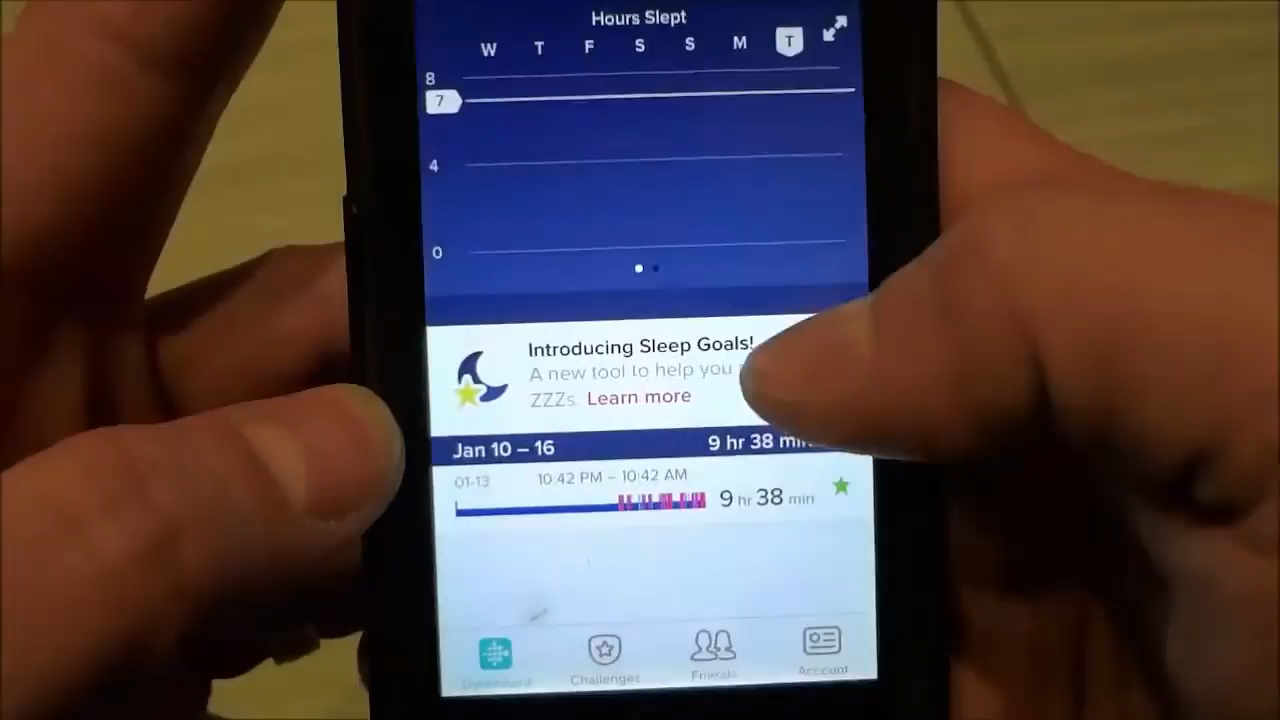 Hours Slept
W T F S S M T
8
7
4
0
Introducing Sleep Goals!
A new tool to help you
ZZZs. Learn more
Jan 10 – 16 9 hr 38 min
01-13 10:42 PM – 10:42 AM
9 hr 38 min
Dashboard Challenges Friends Account